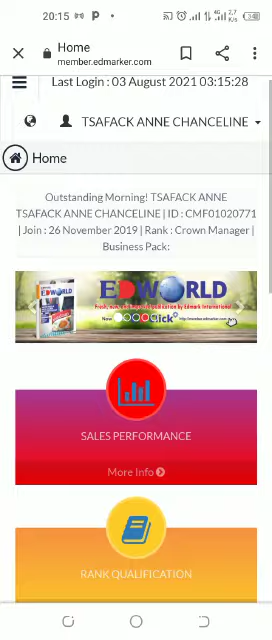 20:15
Home
member.edmarker.com
Last Login : 03 August 2021 03:15:28
TSAFACK ANNE CHANCELINE
Home
Outstanding Morning! TSAFACK ANNE
TSAFACK ANNE CHANCELINE | ID : CMF01020771
| Join : 26 November 2019 | Rank : Crown Manager |
Business Pack:
EDWORLD
EDWORLD
SALES PERFORMANCE
More Info
RANK QUALIFICATION